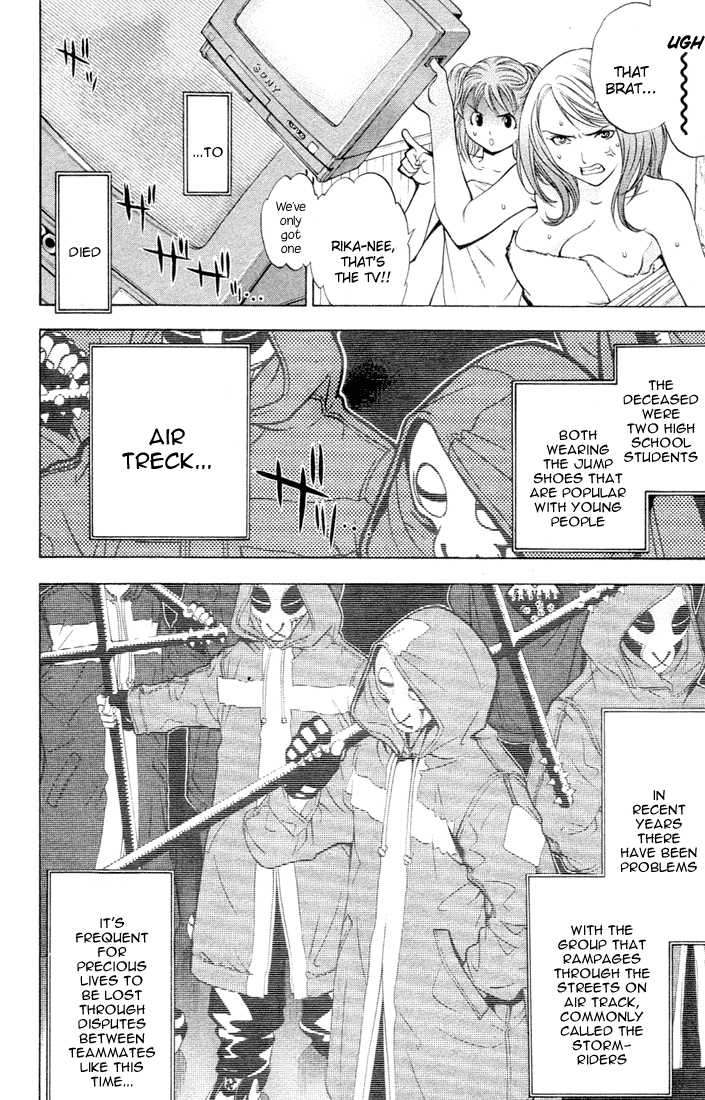 UGH
THAT
BRAT...
RIKA-NEE,
THAT'S
THE TV!!
We've
only
got
one
SONY
...TO
DIED
THE
DECEASED
WERE
TWO HIGH
SCHOOL
STUDENTS
BOTH
WEARING
THE JUMP
SHOES THAT
ARE POPULAR
WITH YOUNG
PEOPLE
AIR
TRECK...
IN
RECENT
YEARS
THERE
HAVE BEEN
PROBLEMS
WITH THE
GROUP THAT
RAMPAGES
THROUGH
THE
STREETS ON
AIR TRACK,
COMMONLY
CALLED THE
STORM-
RIDERS
IT'S
FREQUENT
FOR
PRECIOUS
LIVES TO
BE LOST
THROUGH
DISPUTES
BETWEEN
TEAMMATES
LIKE THIS
TIME...